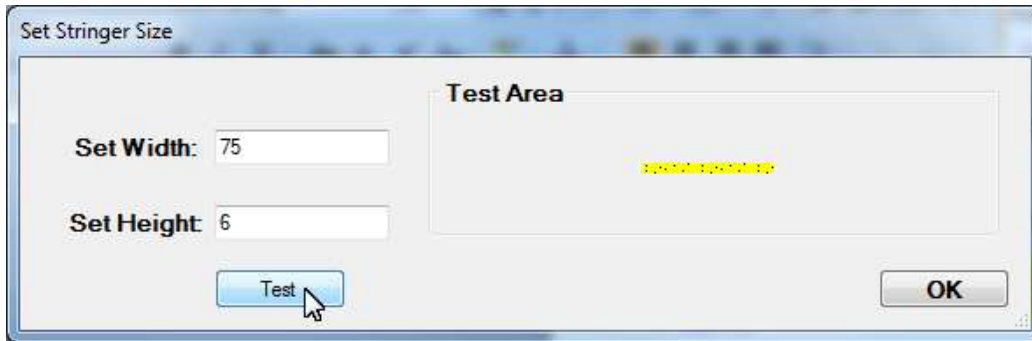 Set Stringer Size
Test Area
Set Width: 75
Set Height: 6
Test
OK